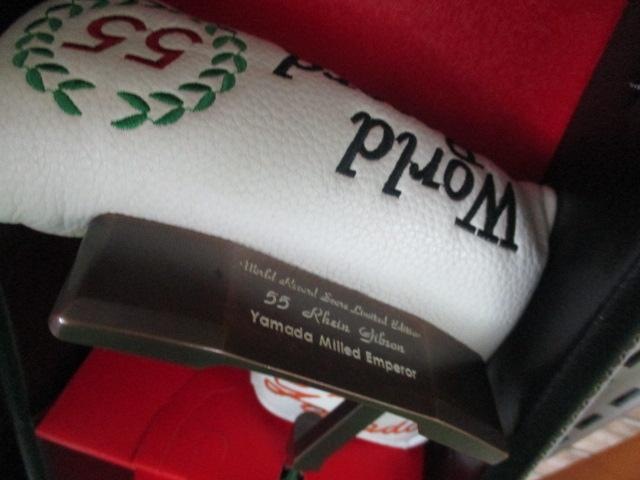 55
World
World Record Score Limited Edition
55 Rhein Gibson
Yamada Milled Emperor